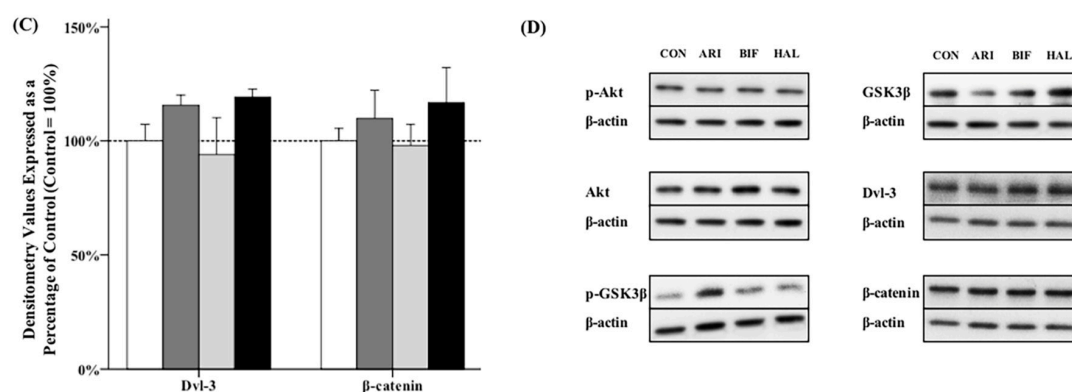 (C)
150%
100%
50%
0%
Densitometry Values Expressed as a
Percentage of Control (Control = 100%)
Dvl-3 β-catenin
(D)
CON ARI BIF HAL
p-Akt
β-actin
Akt
β-actin
p-GSK3β
β-actin
CON ARI BIF HAL
GSK3β
β-actin
Dvl-3
β-actin
β-catenin
β-actin